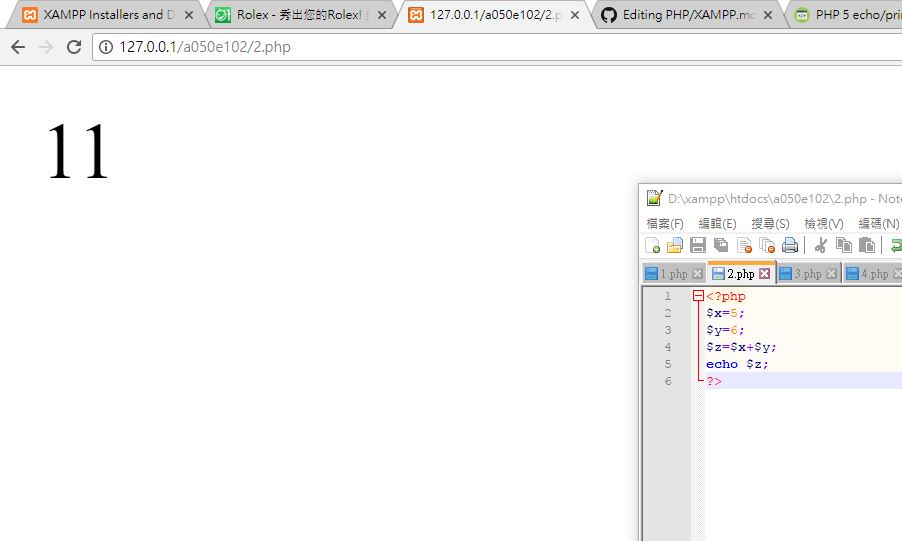 XAMPP Installers and D
Rolex - 秀出您的Rolex!
127.0.0.1/a050e102/2.p
Editing PHP/XAMPP.mo
PHP 5 echo/pri
127.0.0.1/a050e102/2.php
11
D:\xampp\htdocs\a050e102\2.php - Note
檔案(F) 編輯(E) 搜尋(S) 檢視(V) 編碼(N)
1.php 2.php 3.php 4.php
1 <?php
2 $x=5;
3 $y=6;
4 $z=$x+$y;
5 echo $z;
6 ?>